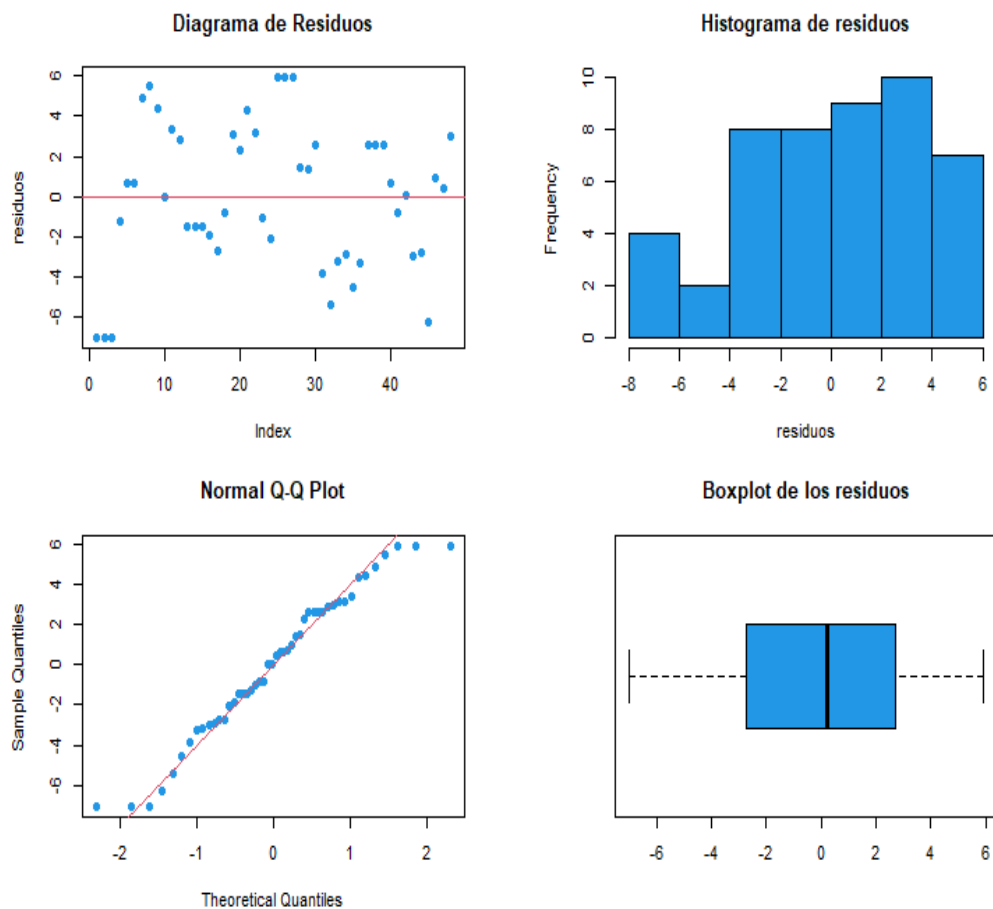 Diagrama de Residuos
residuos
6
4
2
0
-2
-4
-6
0 10 20 30 40
Index
Histograma de residuos
Frequency
10
8
6
4
2
0
-8 -6 -4 -2 0 2 4 6
residuos
Normal Q-Q Plot
Sample Quantiles
6
4
2
0
-2
-4
-6
-2 -1 0 1 2
Theoretical Quantiles
Boxplot de los residuos
-6 -4 -2 0 2 4 6